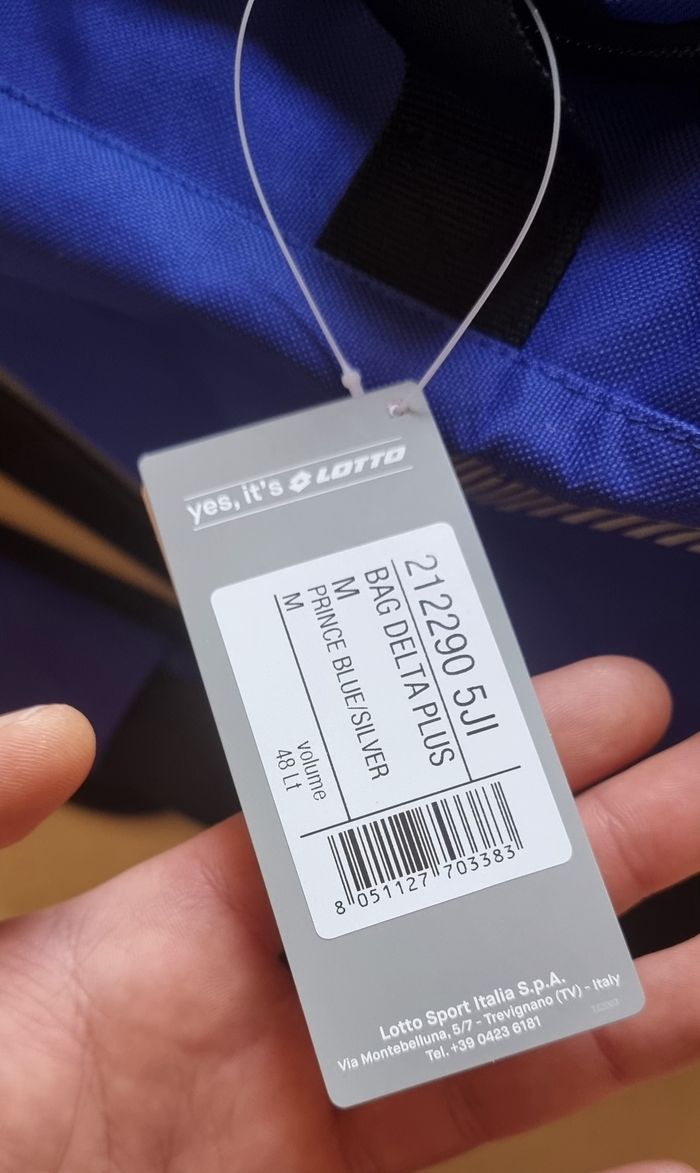 yes, it's LOTTO
212290 5JI
BAG DELTA PLUS
M
PRINCE BLUE/SILVER
M
volume
48 Lt
8 051127 703383
Lotto Sport Italia S.p.A.
Via Montebelluna, 5/7 - Trevignano (TV) - Italy
Tel. +39 0423 6181